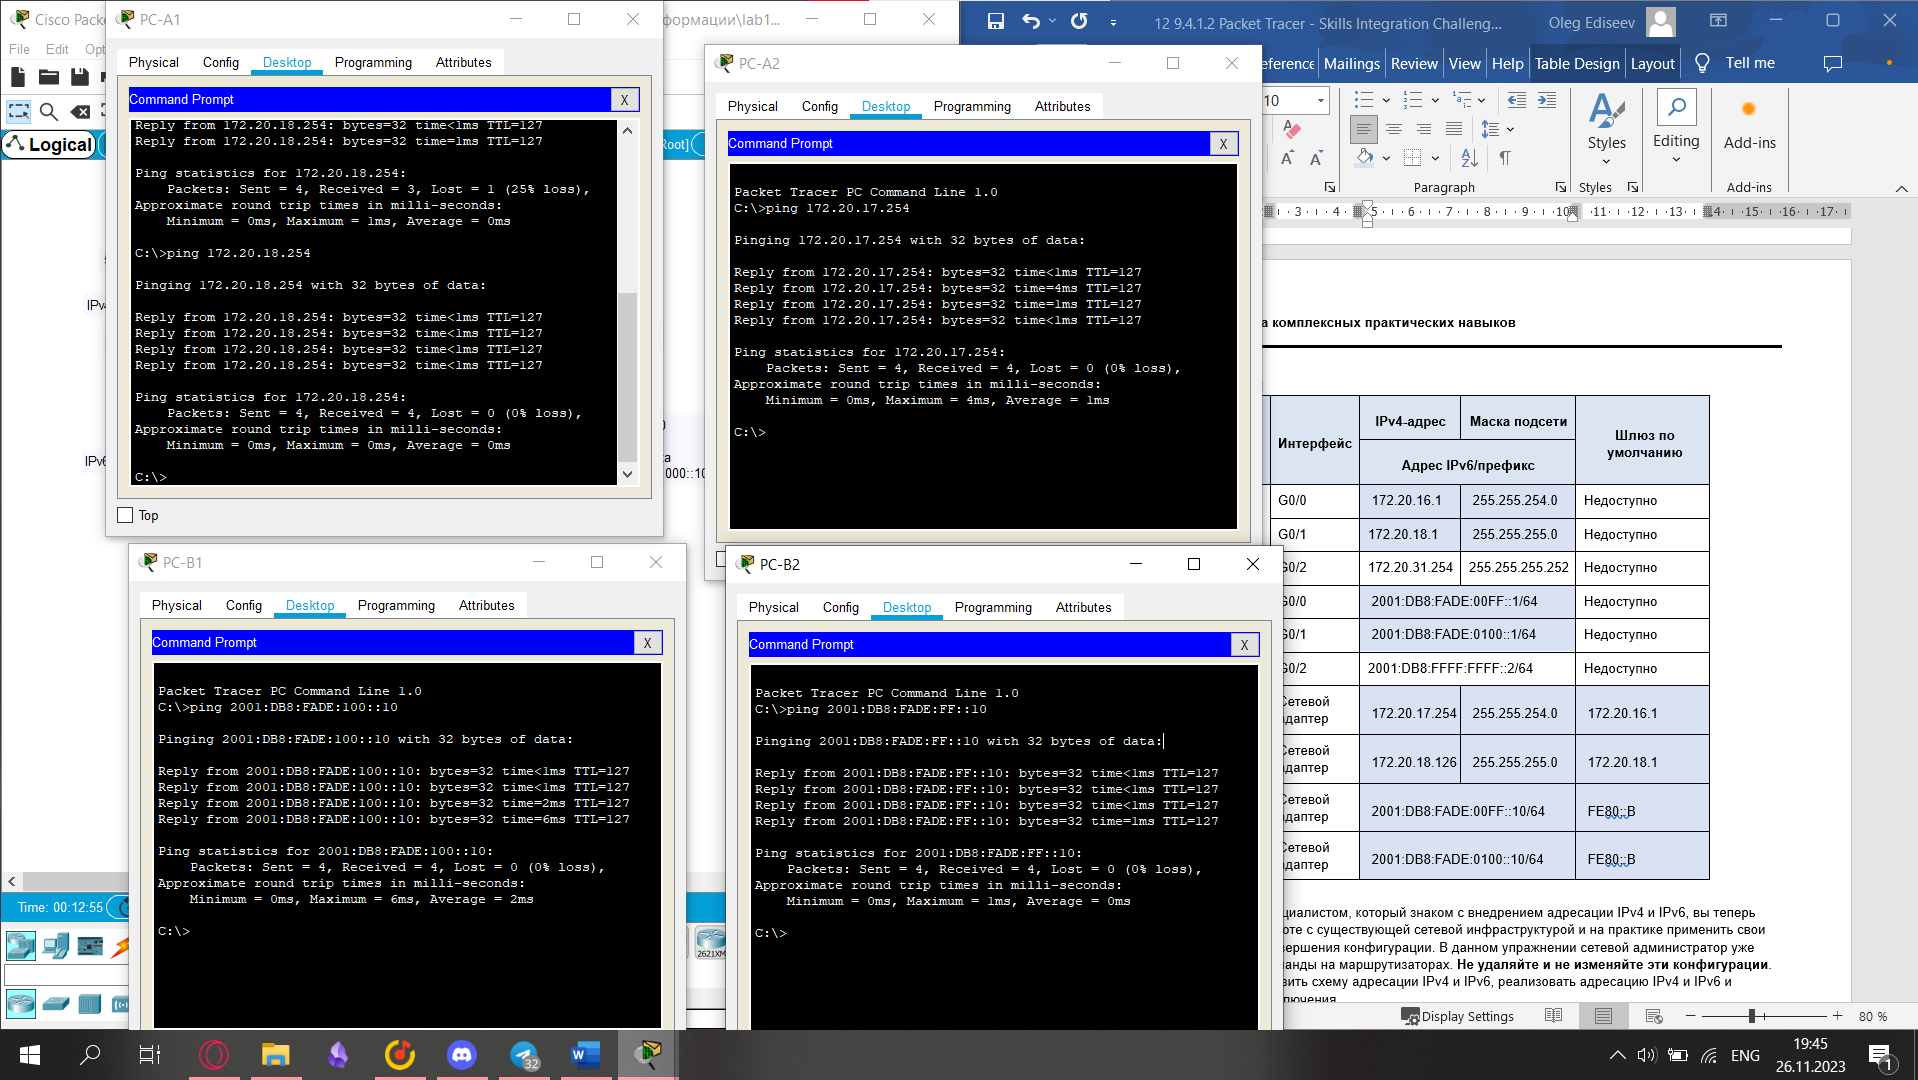 Cisco Packe
File Edit Opt
Logical
Root]
IPv4
IPv6
Time: 00:12:55
2621XM
000::10
формации\lab1...
PC-A1
Physical Config Desktop Programming Attributes
Command Prompt X
Reply from 172.20.18.254: bytes=32 time<1ms TTL=127
Reply from 172.20.18.254: bytes=32 time=1ms TTL=127
Ping statistics for 172.20.18.254:
Packets: Sent = 4, Received = 3, Lost = 1 (25% loss),
Approximate round trip times in milli-seconds:
Minimum = 0ms, Maximum = 1ms, Average = 0ms
C:\>ping 172.20.18.254
Pinging 172.20.18.254 with 32 bytes of data:
Reply from 172.20.18.254: bytes=32 time<1ms TTL=127
Reply from 172.20.18.254: bytes=32 time<1ms TTL=127
Reply from 172.20.18.254: bytes=32 time<1ms TTL=127
Reply from 172.20.18.254: bytes=32 time<1ms TTL=127
Ping statistics for 172.20.18.254:
Packets: Sent = 4, Received = 4, Lost = 0 (0% loss),
Approximate round trip times in milli-seconds:
Minimum = 0ms, Maximum = 0ms, Average = 0ms
C:\>
Top
PC-A2
Physical Config Desktop Programming Attributes
Command Prompt X
Packet Tracer PC Command Line 1.0
C:\>ping 172.20.17.254
Pinging 172.20.17.254 with 32 bytes of data:
Reply from 172.20.17.254: bytes=32 time<1ms TTL=127
Reply from 172.20.17.254: bytes=32 time=4ms TTL=127
Reply from 172.20.17.254: bytes=32 time=1ms TTL=127
Reply from 172.20.17.254: bytes=32 time<1ms TTL=127
Ping statistics for 172.20.17.254:
Packets: Sent = 4, Received = 4, Lost = 0 (0% loss),
Approximate round trip times in milli-seconds:
Minimum = 0ms, Maximum = 4ms, Average = 1ms
C:\>
PC-B1
Physical Config Desktop Programming Attributes
Command Prompt X
Packet Tracer PC Command Line 1.0
C:\>ping 2001:DB8:FADE:100::10
Pinging 2001:DB8:FADE:100::10 with 32 bytes of data:
Reply from 2001:DB8:FADE:100::10: bytes=32 time<1ms TTL=127
Reply from 2001:DB8:FADE:100::10: bytes=32 time<1ms TTL=127
Reply from 2001:DB8:FADE:100::10: bytes=32 time=2ms TTL=127
Reply from 2001:DB8:FADE:100::10: bytes=32 time=6ms TTL=127
Ping statistics for 2001:DB8:FADE:100::10:
Packets: Sent = 4, Received = 4, Lost = 0 (0% loss),
Approximate round trip times in milli-seconds:
Minimum = 0ms, Maximum = 6ms, Average = 2ms
C:\>
PC-B2
Physical Config Desktop Programming Attributes
Command Prompt X
Packet Tracer PC Command Line 1.0
C:\>ping 2001:DB8:FADE:FF::10
Pinging 2001:DB8:FADE:FF::10 with 32 bytes of data:
Reply from 2001:DB8:FADE:FF::10: bytes=32 time<1ms TTL=127
Reply from 2001:DB8:FADE:FF::10: bytes=32 time<1ms TTL=127
Reply from 2001:DB8:FADE:FF::10: bytes=32 time<1ms TTL=127
Reply from 2001:DB8:FADE:FF::10: bytes=32 time=1ms TTL=127
Ping statistics for 2001:DB8:FADE:FF::10:
Packets: Sent = 4, Received = 4, Lost = 0 (0% loss),
Approximate round trip times in milli-seconds:
Minimum = 0ms, Maximum = 1ms, Average = 0ms
C:\>
12 9.4.1.2 Packet Tracer - Skills Integration Challeng... Oleg Ediseev
eference Mailings Review View Help Table Design Layout Tell me
10
Styles Editing Add-ins
Paragraph Styles Add-ins
3 4 5 6 7 8 9 10 11 12 13 14 15 16 17
а комплексных практических навыков
Интерфейс IPv4-адрес Маска подсети Шлюз по умолчанию
Адрес IPv6/префикс
G0/0 172.20.16.1 255.255.254.0 Недоступно
G0/1 172.20.18.1 255.255.255.0 Недоступно
G0/2 172.20.31.254 255.255.255.252 Недоступно
G0/0 2001:DB8:FADE:00FF::1/64 Недоступно
G0/1 2001:DB8:FADE:0100::1/64 Недоступно
G0/2 2001:DB8:FFFF:FFFF::2/64 Недоступно
Сетевой адаптер 172.20.17.254 255.255.254.0 172.20.16.1
Сетевой адаптер 172.20.18.126 255.255.255.0 172.20.18.1
Сетевой адаптер 2001:DB8:FADE:00FF::10/64 FE80::B
Сетевой адаптер 2001:DB8:FADE:0100::10/64 FE80::B
циалистом, который знаком с внедрением адресации IPv4 и IPv6, вы теперь
оте с существующей сетевой инфраструктурой и на практике применить свои
вершения конфигурации. В данном упражнении сетевой администратор уже
анды на маршрутизаторах. Не удаляйте и не изменяйте эти конфигурации.
вить схему адресации IPv4 и IPv6, реализовать адресацию IPv4 и IPv6 и
ключения
Display Settings 80 %
32
ENG
19:45
26.11.2023
1